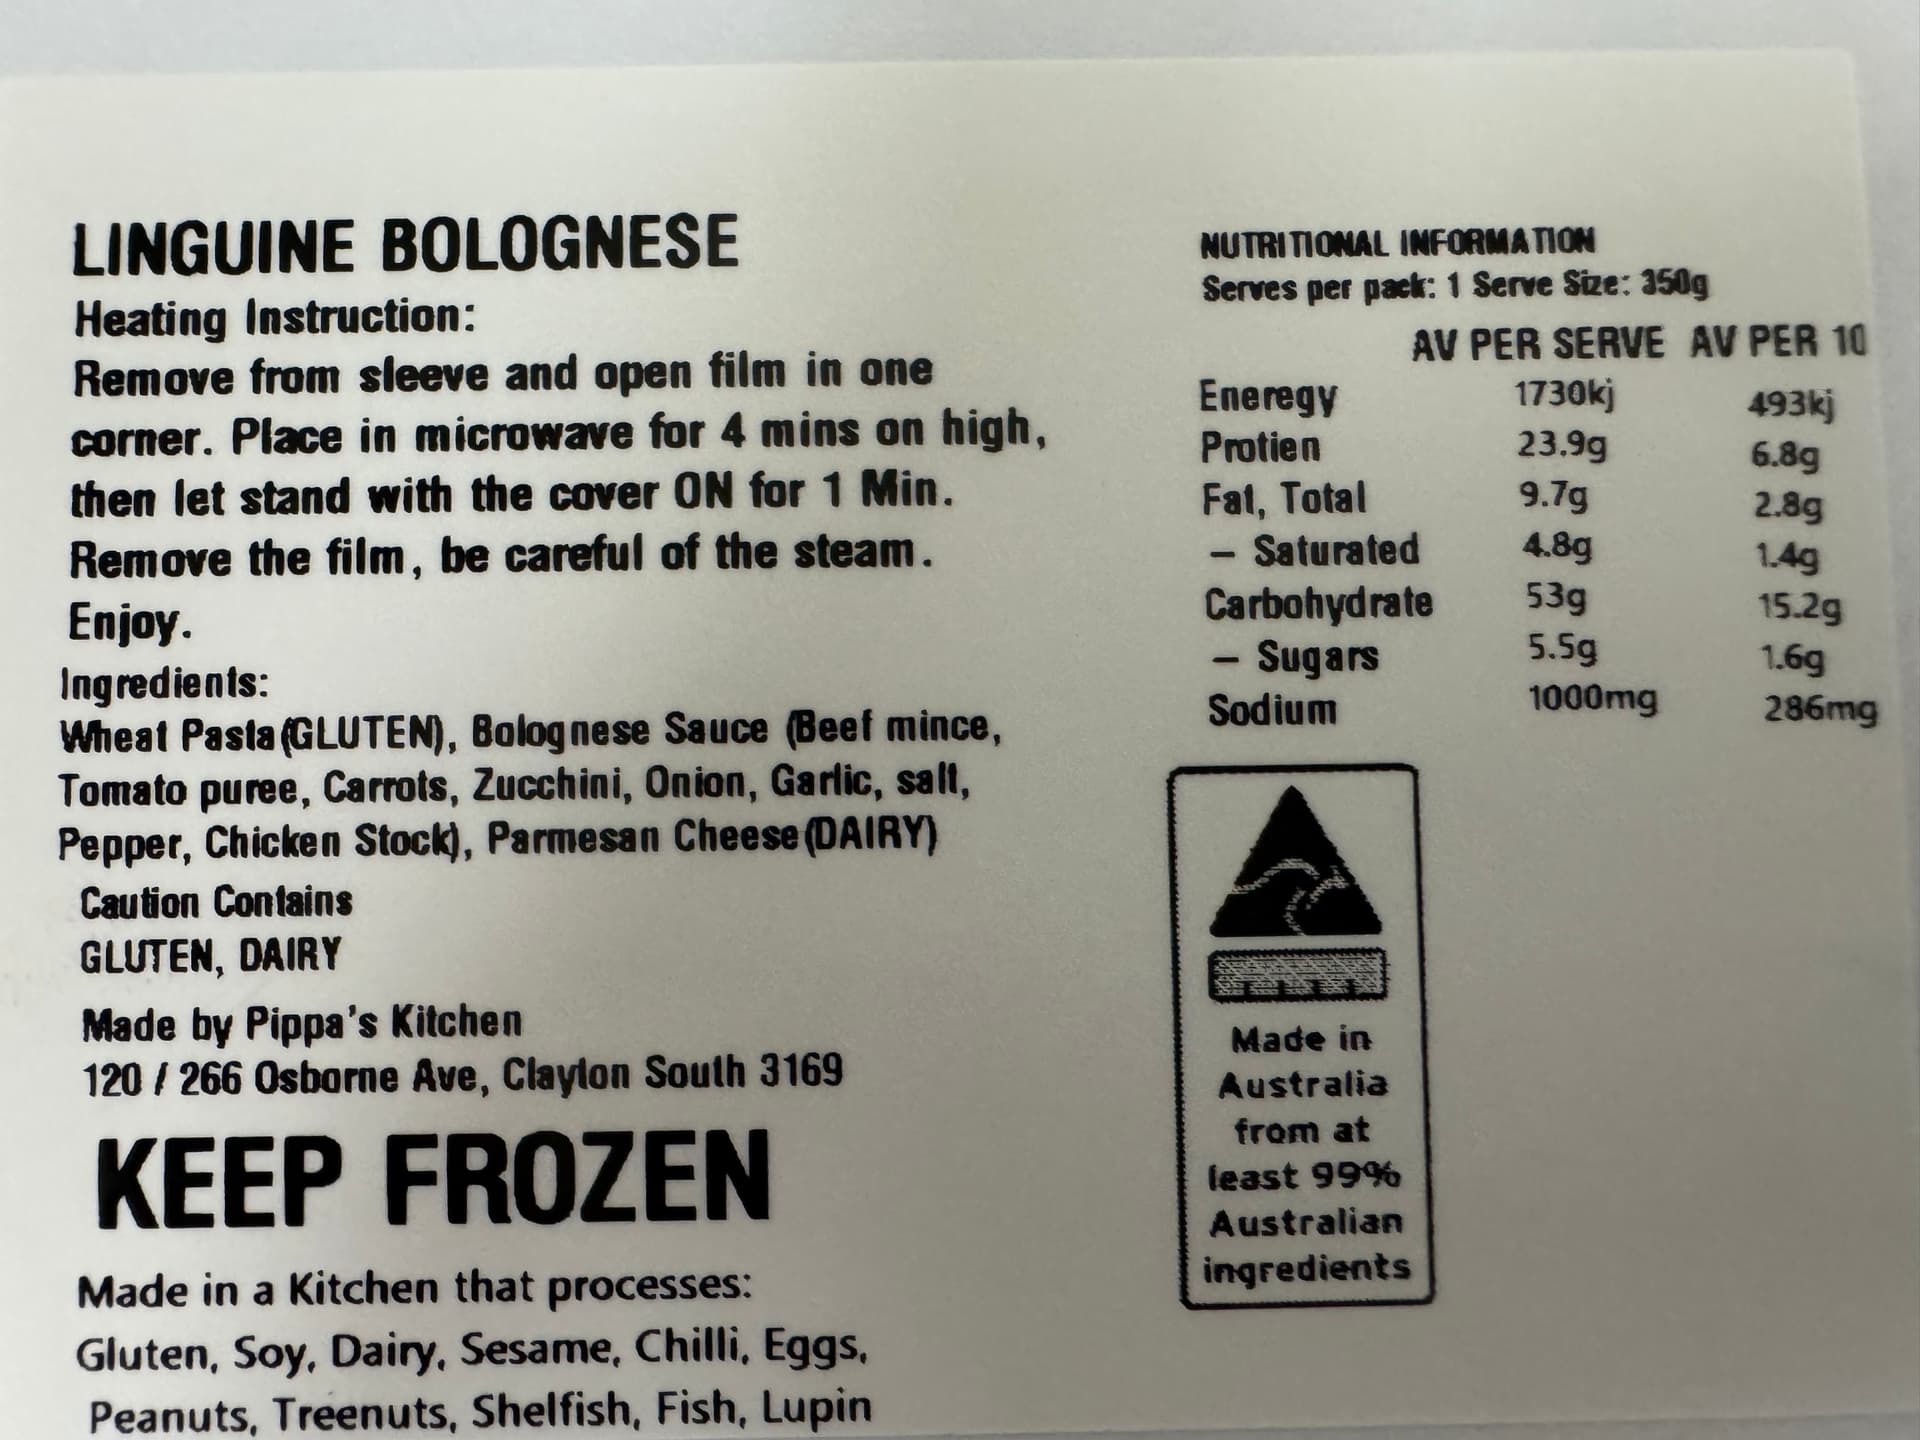 LINGUINE BOLOGNESE
Heating Instruction:
Remove from sleeve and open film in one
corner. Place in microwave for 4 mins on high,
then let stand with the cover ON for 1 Min.
Remove the film, be careful of the steam.
Enjoy.
Ingredients:
Wheat Pasta(GLUTEN), Bolognese Sauce (Beef mince,
Tomato puree, Carrots, Zucchini, Onion, Garlic, salt,
Pepper, Chicken Stock), Parmesan Cheese(DAIRY)
Caution Contains
GLUTEN, DAIRY
Made by Pippa's Kitchen
120 / 266 Osborne Ave, Clayton South 3169
KEEP FROZEN
Made in a Kitchen that processes:
Gluten, Soy, Dairy, Sesame, Chilli, Eggs,
Peanuts, Treenuts, Shelfish, Fish, Lupin
NUTRITIONAL INFORMATION
Serves per pack: 1 Serve Size: 350g
AV PER SERVE AV PER 10
Eneregy 1730kj 493kj
Protien 23.9g 6.8g
Fat, Total 9.7g 2.8g
– Saturated 4.8g 1.4g
Carbohydrate 53g 15.2g
– Sugars 5.5g 1.6g
Sodium 1000mg 286mg
Made in
Australia
from at
least 99%
Australian
ingredients